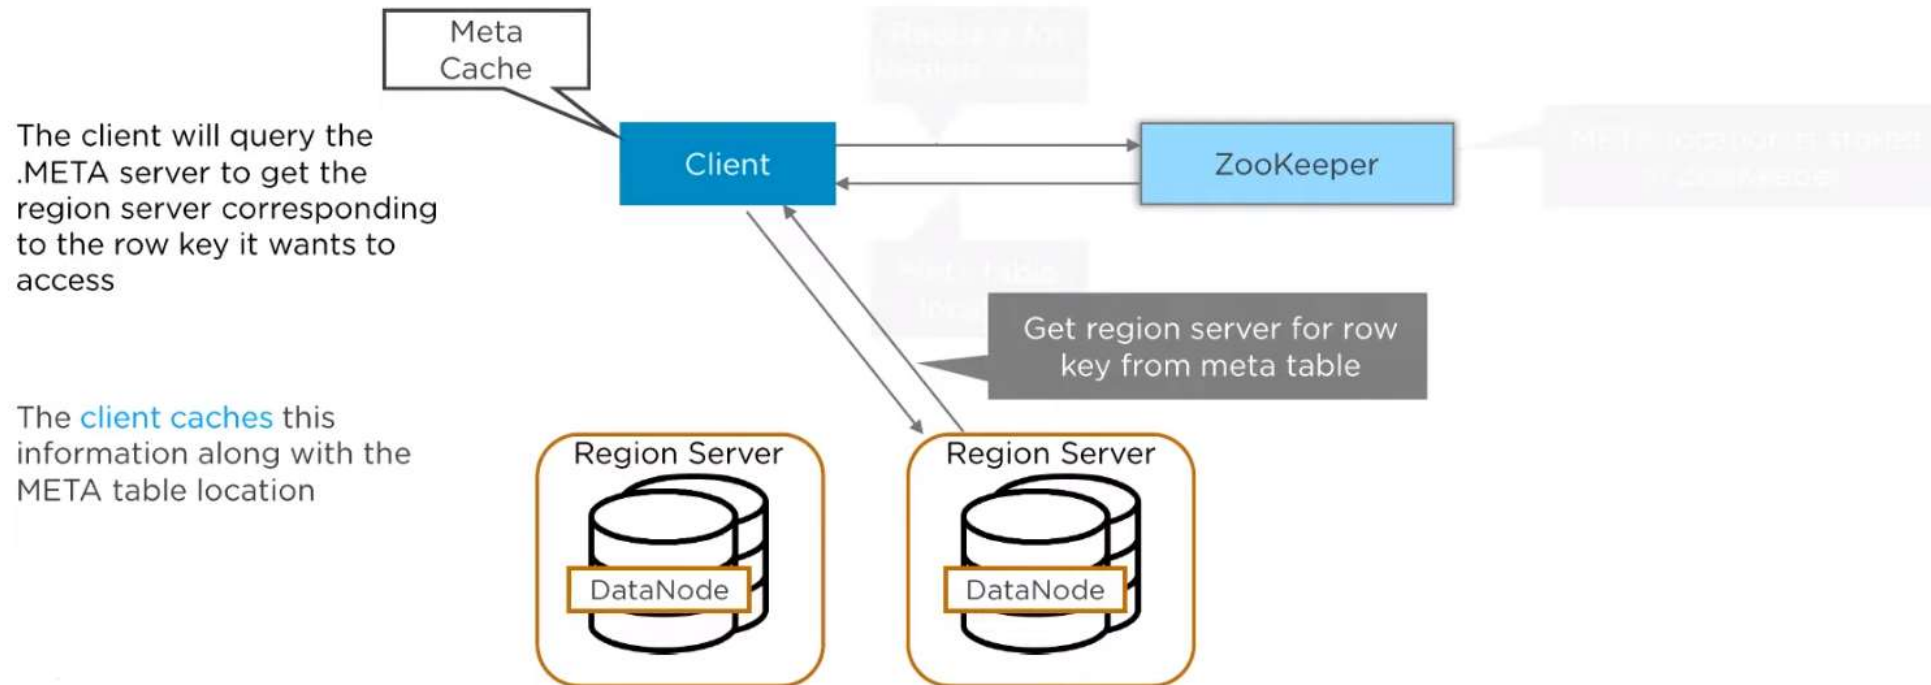 Meta
Cache
The client will query the
.META server to get the
region server corresponding
to the row key it wants to
access
Client
ZooKeeper
Get region server for row
key from meta table
The client caches this
information along with the
META table location
Region Server
DataNode
Region Server
DataNode